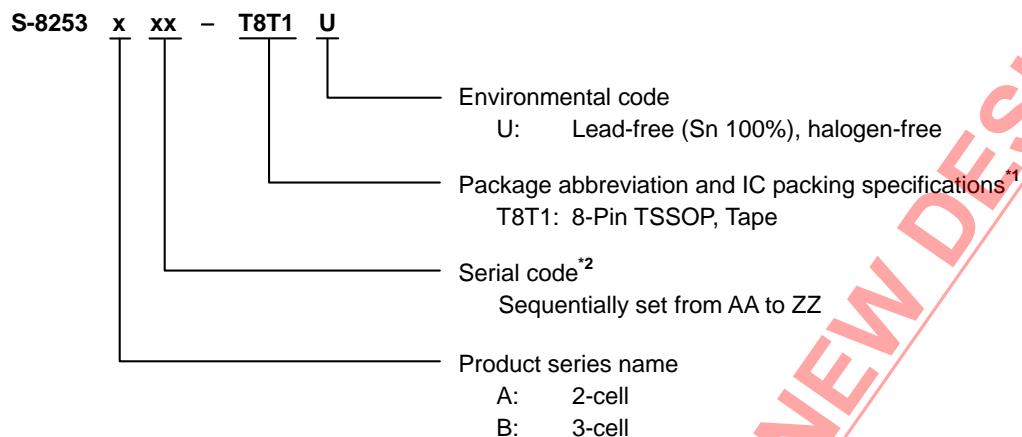 S-8253 x xx – T8T1 U
Environmental code
U: Lead-free (Sn 100%), halogen-free
Package abbreviation and IC packing specifications*1
T8T1: 8-Pin TSSOP, Tape
Serial code*2
Sequentially set from AA to ZZ
Product series name
A: 2-cell
B: 3-cell
NEW DES